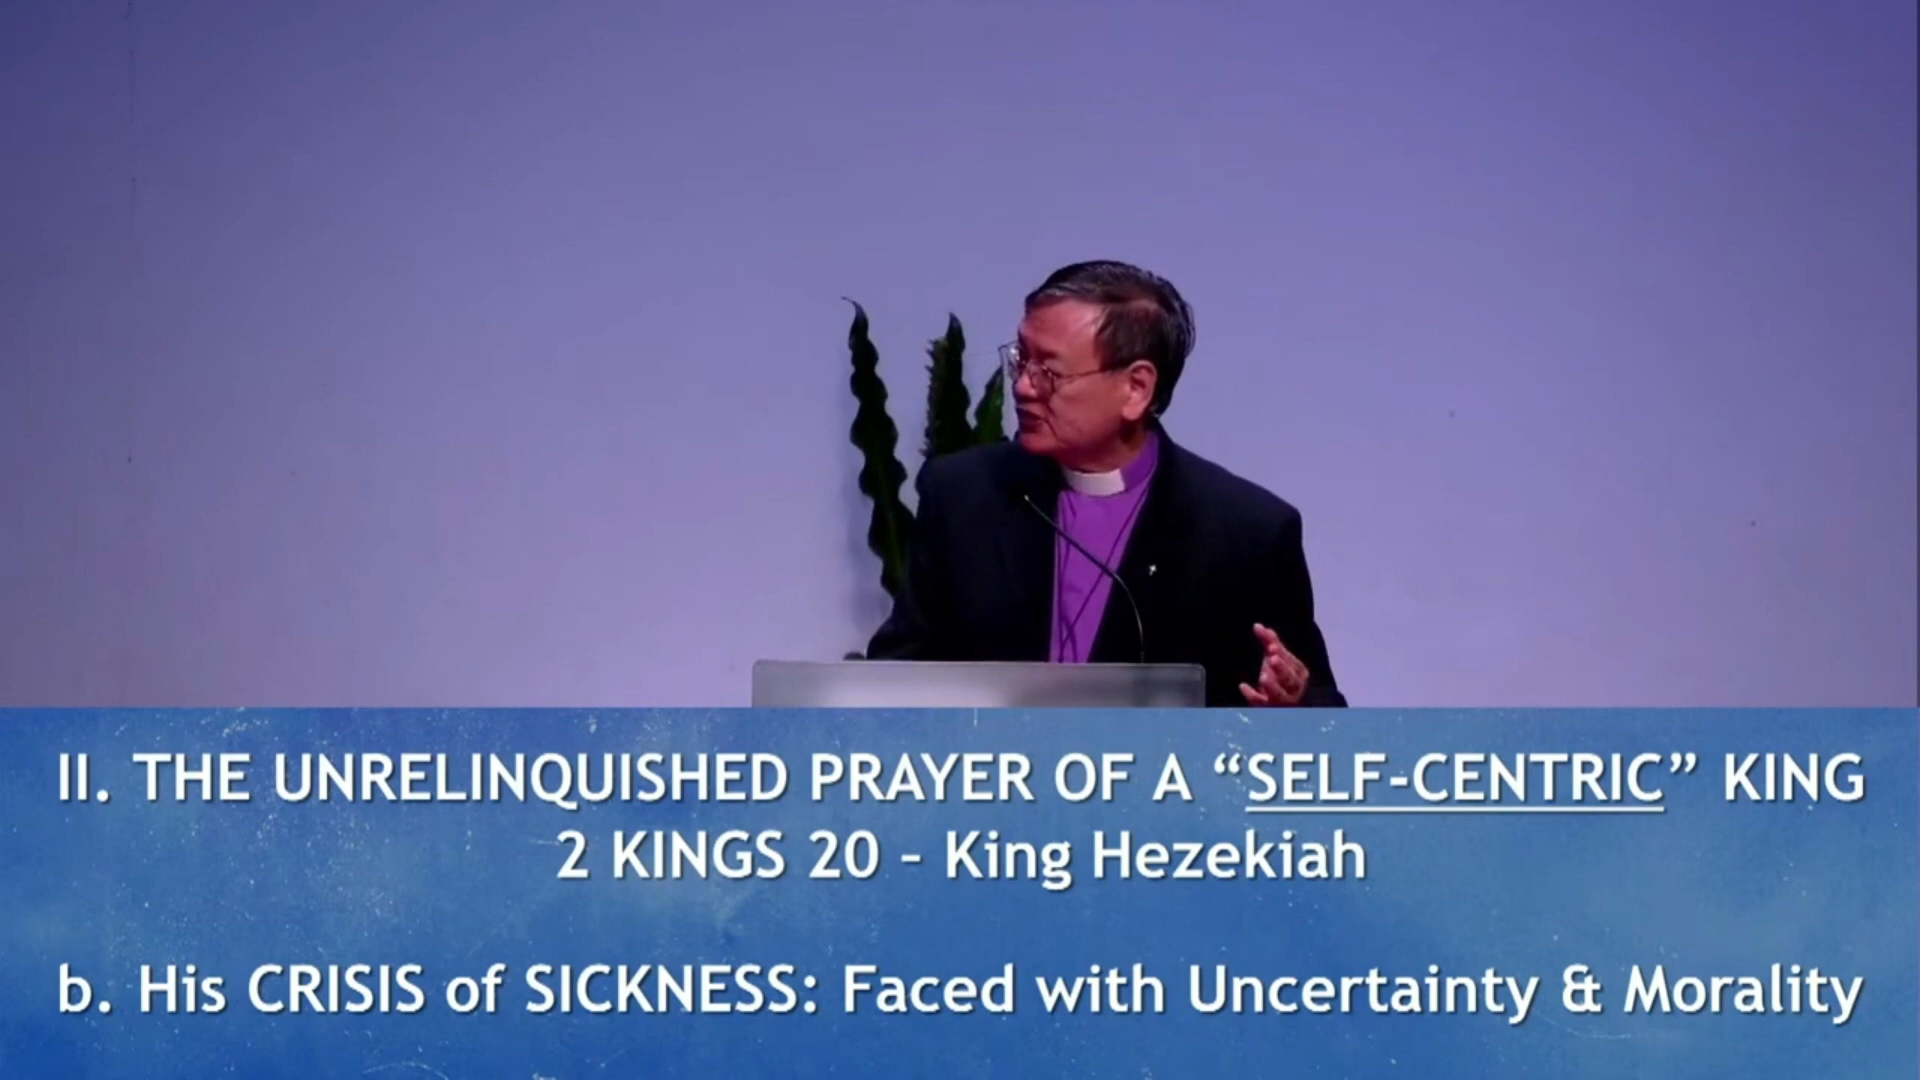 II. THE UNRELINQUISHED PRAYER OF A “SELF-CENTRIC” KING
2 KINGS 20 – King Hezekiah
b. His CRISIS of SICKNESS: Faced with Uncertainty & Morality